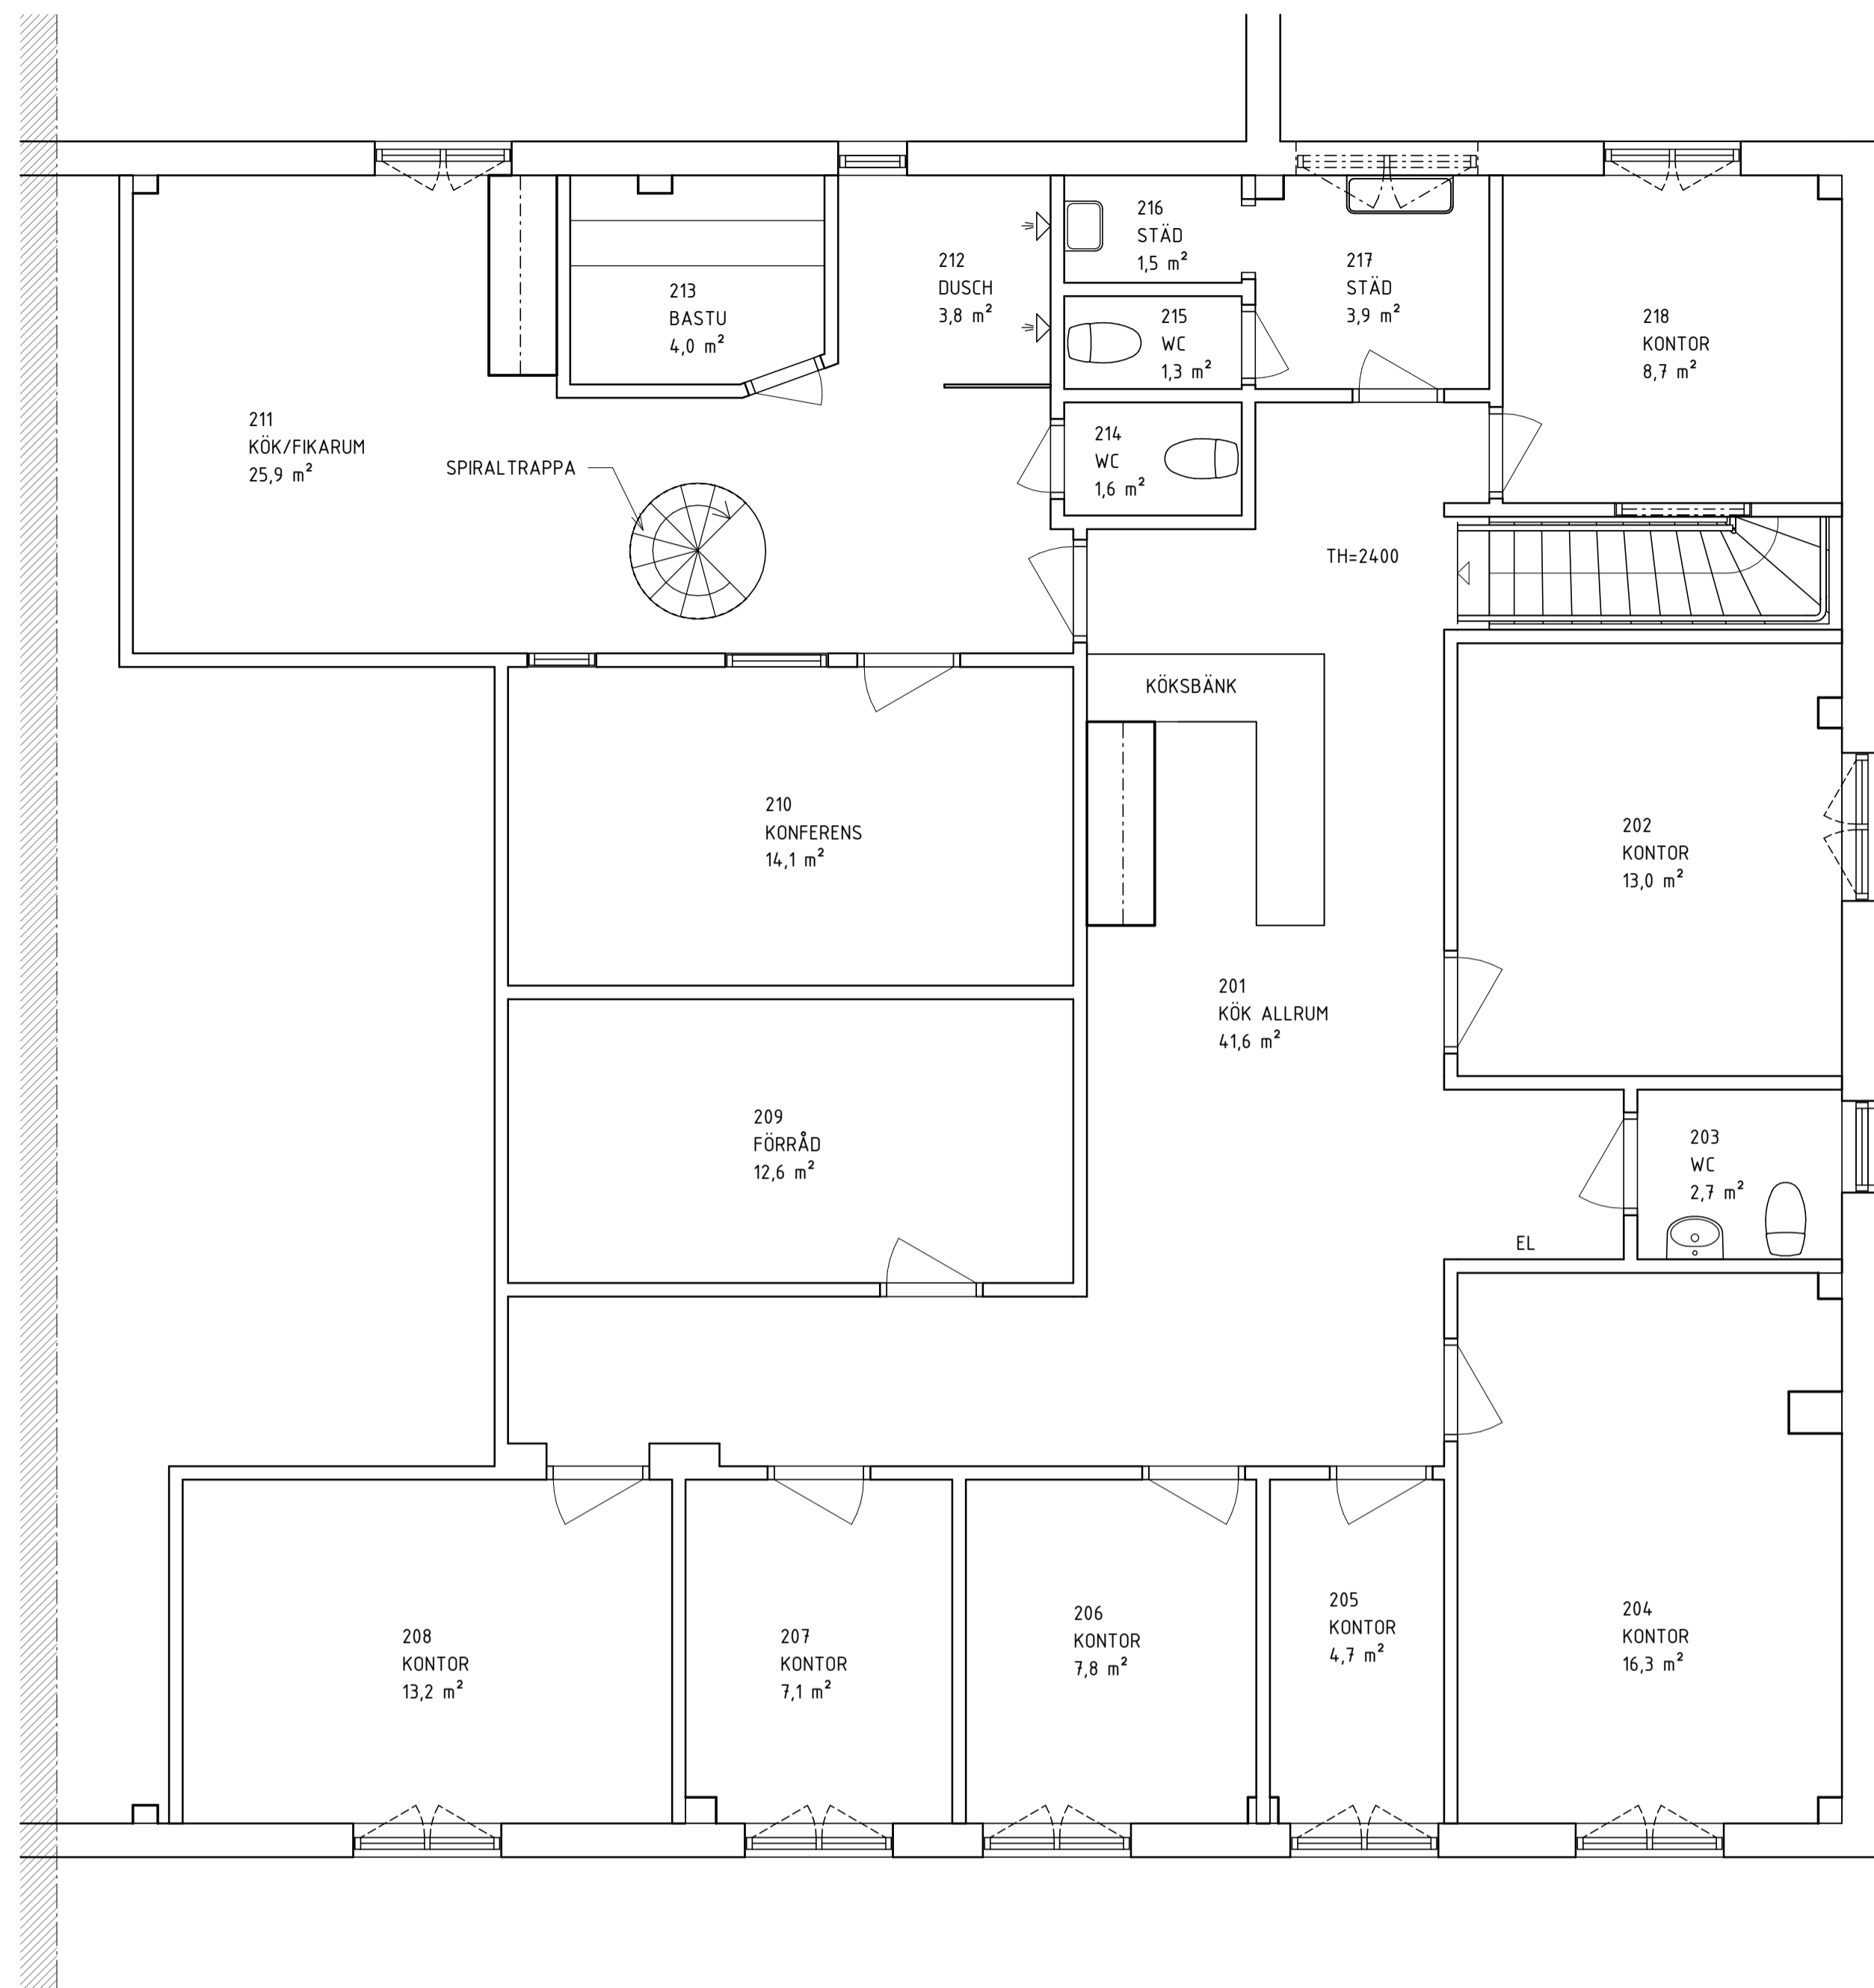 216
STÄD
1,5 m²
212
DUSCH
3,8 m²
217
STÄD
3,9 m²
213
BASTU
4,0 m²
215
WC
1,3 m²
218
KONTOR
8,7 m²
211
KÖK/FIKARUM
25,9 m²
SPIRALTRAPPA
214
WC
1,6 m²
TH=2400
KÖKSBÄNK
210
KONFERENS
14,1 m²
202
KONTOR
13,0 m²
201
KÖK ALLRUM
41,6 m²
209
FÖRRÅD
12,6 m²
203
WC
2,7 m²
EL
208
KONTOR
13,2 m²
207
KONTOR
7,1 m²
206
KONTOR
7,8 m²
205
KONTOR
4,7 m²
204
KONTOR
16,3 m²